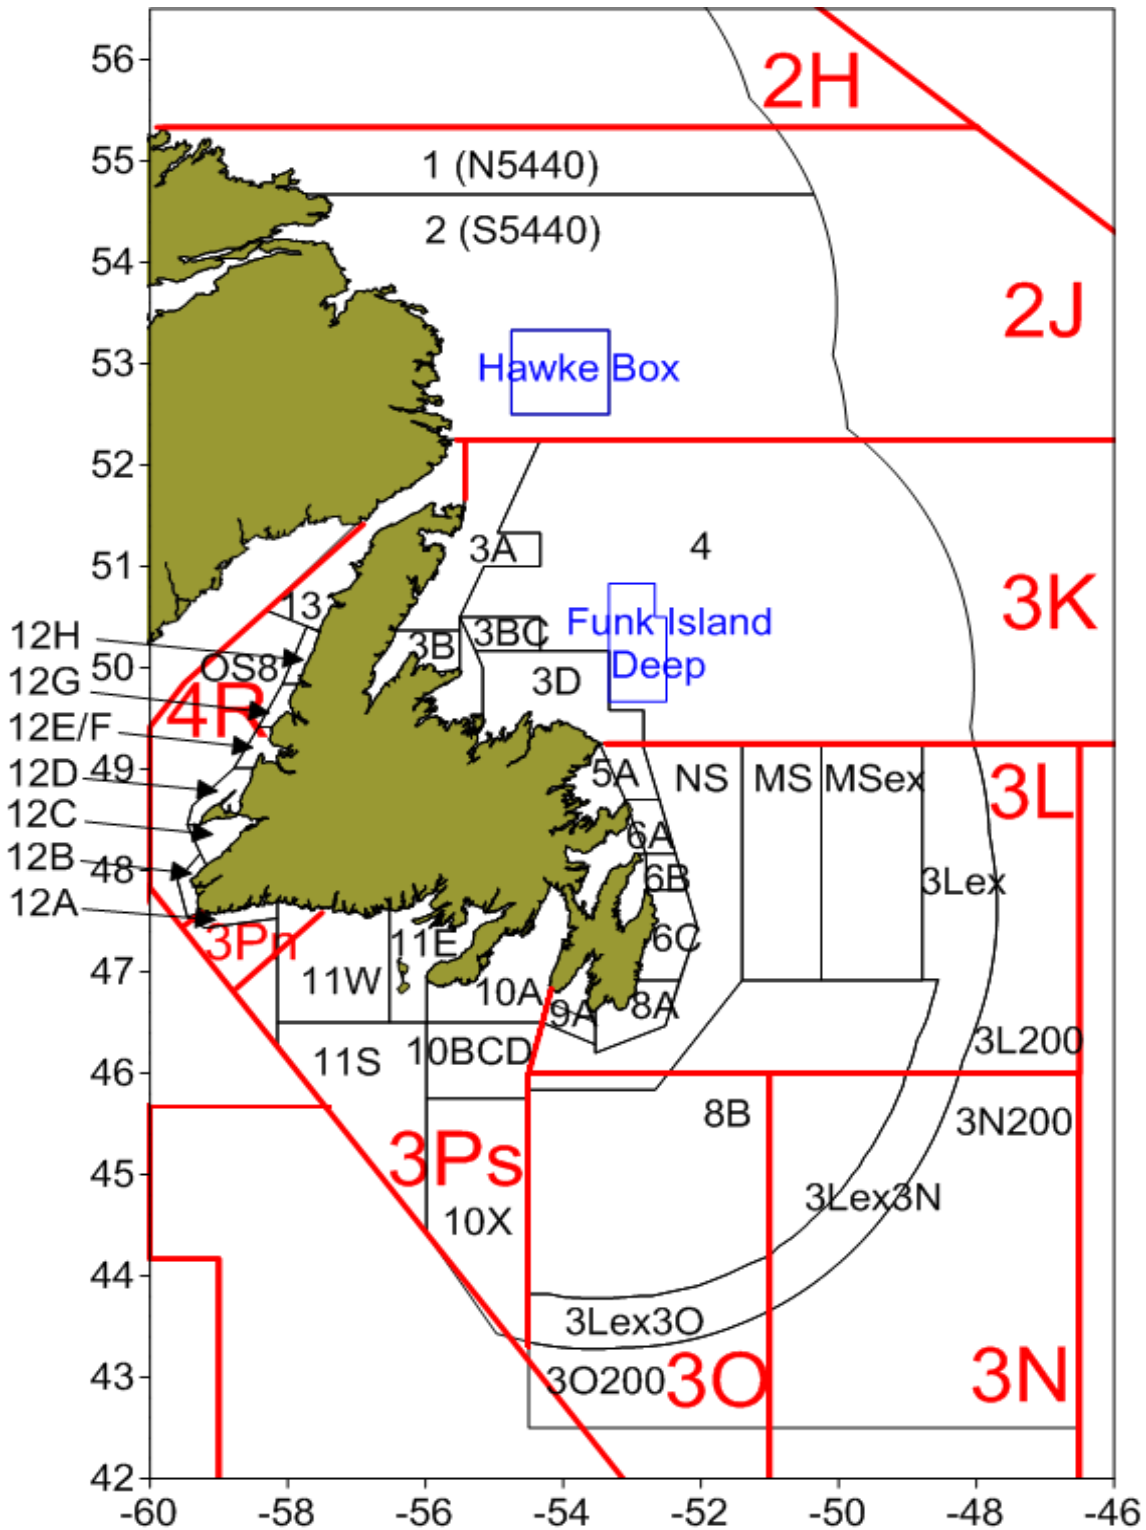 56
2H
55
1 (N5440)
2 (S5440)
54
2J
53
Hawke Box
52
3A
4
51
3K
13
12H
Funk Island
Deep
3B
3BC
50
OS8
3D
12G
4R
12E/F
49
5A
NS
MS
MSex
3L
12D
12C
6A
48
12B
6B
3Lex
12A
3Pn
11E
6C
47
11W
10A
9A
8A
11S
10BCD
3L200
46
8B
3N200
3Ps
45
10X
3Lex3N
44
3Lex3O
43
3O200
3O
3N
42
-60
-58
-56
-54
-52
-50
-48
-46